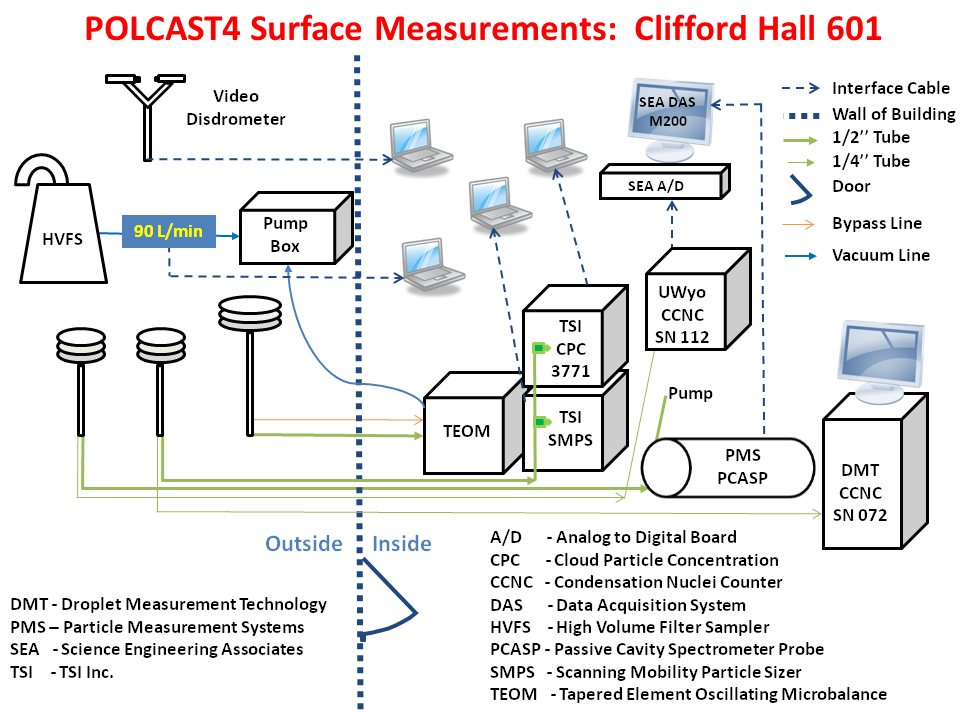 POLCAST4 Surface Measurements:  Clifford Hall 601
Video
Disdrometer
SEA DAS
M200
Interface Cable
Wall of Building
1/2’’ Tube
1/4’’ Tube
Door
Bypass Line
Vacuum Line
SEA A/D
HVFS
90 L/min
Pump
Box
UWyo
CCNC
SN 112
TSI
CPC
3771
TEOM
TSI
SMPS
Pump
PMS
PCASP
DMT
CCNC
SN 072
Outside
Inside
A/D - Analog to Digital Board
CPC - Cloud Particle Concentration
CCNC - Condensation Nuclei Counter
DAS - Data Acquisition System
HVFS - High Volume Filter Sampler
PCASP - Passive Cavity Spectrometer Probe
SMPS - Scanning Mobility Particle Sizer
TEOM - Tapered Element Oscillating Microbalance
DMT - Droplet Measurement Technology
PMS – Particle Measurement Systems
SEA - Science Engineering Associates
TSI - TSI Inc.